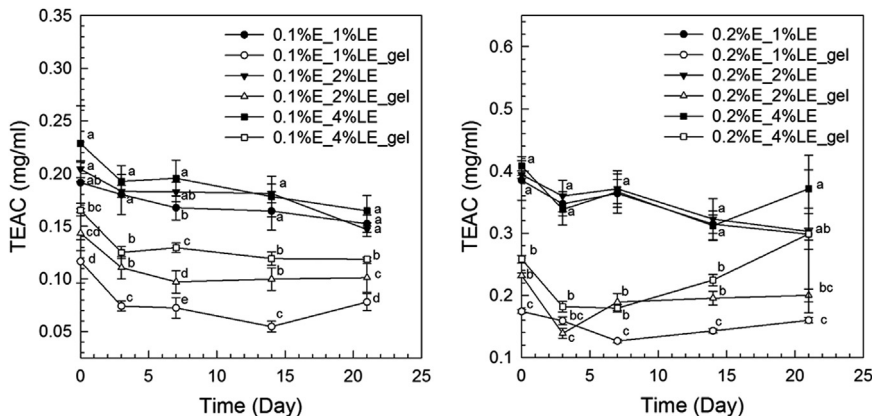 0.35
0.30
0.25
0.20
0.15
0.10
0.05
TEAC (mg/ml)
0.1%E_1%LE
0.1%E_1%LE_gel
0.1%E_2%LE
0.1%E_2%LE_gel
0.1%E_4%LE
0.1%E_4%LE_gel
a
a
ab
bc
cd
d
a
a
b
b
c
a
ab
b
b
d
e
a
a
b
b
c
a
a
b
c
d
0 5 10 15 20 25
Time (Day)
0.6
0.5
0.4
0.3
0.2
0.1
TEAC (mg/ml)
0.2%E_1%LE
0.2%E_1%LE_gel
0.2%E_2%LE
0.2%E_2%LE_gel
0.2%E_4%LE
0.2%E_4%LE_gel
a
a
b
b
c
a
a
b
bc
c
a
b
b
c
a
a
b
b
c
a
ab
bc
c
0 5 10 15 20 25
Time (Day)